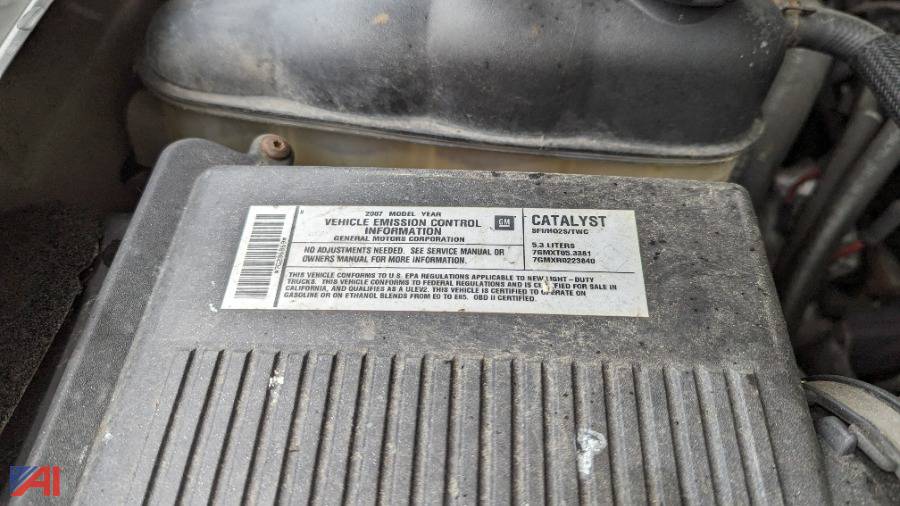 2007 MODEL YEAR
VEHICLE EMISSION CONTROL
INFORMATION
GENERAL MOTORS CORPORATION
GM
CATALYST
SFI/HO2S/TWC
NO ADJUSTMENTS NEEDED. SEE SERVICE MANUAL OR
OWNERS MANUAL FOR MORE INFORMATION.
5.3 LITERS
7GMXT05.3381
7GMXR0223840
THIS VEHICLE CONFORMS TO U.S. EPA REGULATIONS APPLICABLE TO NEW LIGHT-DUTY
TRUCKS. THIS VEHICLE CONFORMS TO FEDERAL REGULATIONS AND IS CERTIFIED FOR SALE IN
CALIFORNIA, AND QUALIFIES AS A ULEV2. THIS VEHICLE IS CERTIFIED TO OPERATE ON
GASOLINE OR ON ETHANOL BLENDS FROM E0 TO E85. OBD II CERTIFIED.
AI